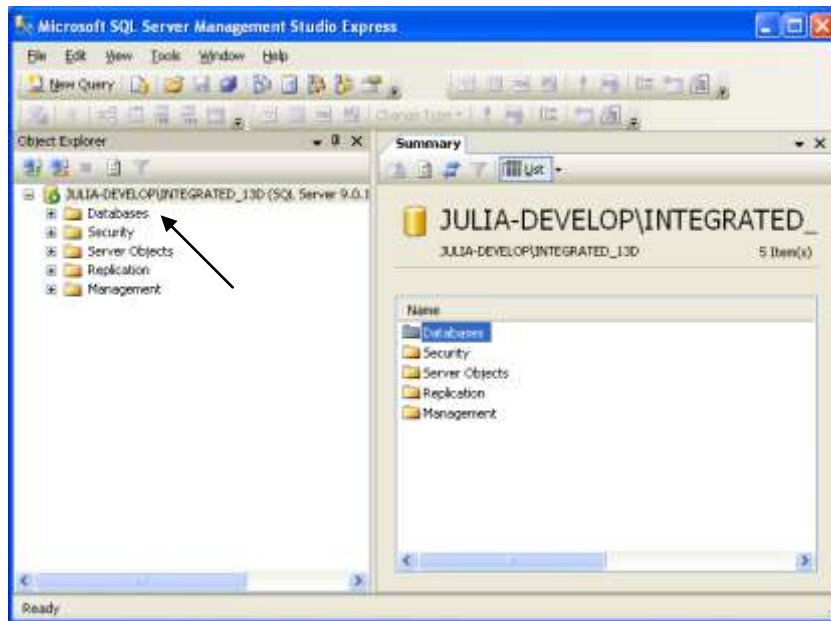 Microsoft SQL Server Management Studio Express
File Edit View Tools Window Help
New Query
Change Type
Object Explorer
JULIA-DEVELOP\INTEGRATED_13D (SQL Server 9.0.1
Databases
Security
Server Objects
Replication
Management
Summary
List
JULIA-DEVELOP\INTEGRATED_
JULIA-DEVELOP\INTEGRATED_13D 5 Item(s)
Name
Databases
Security
Server Objects
Replication
Management
Ready